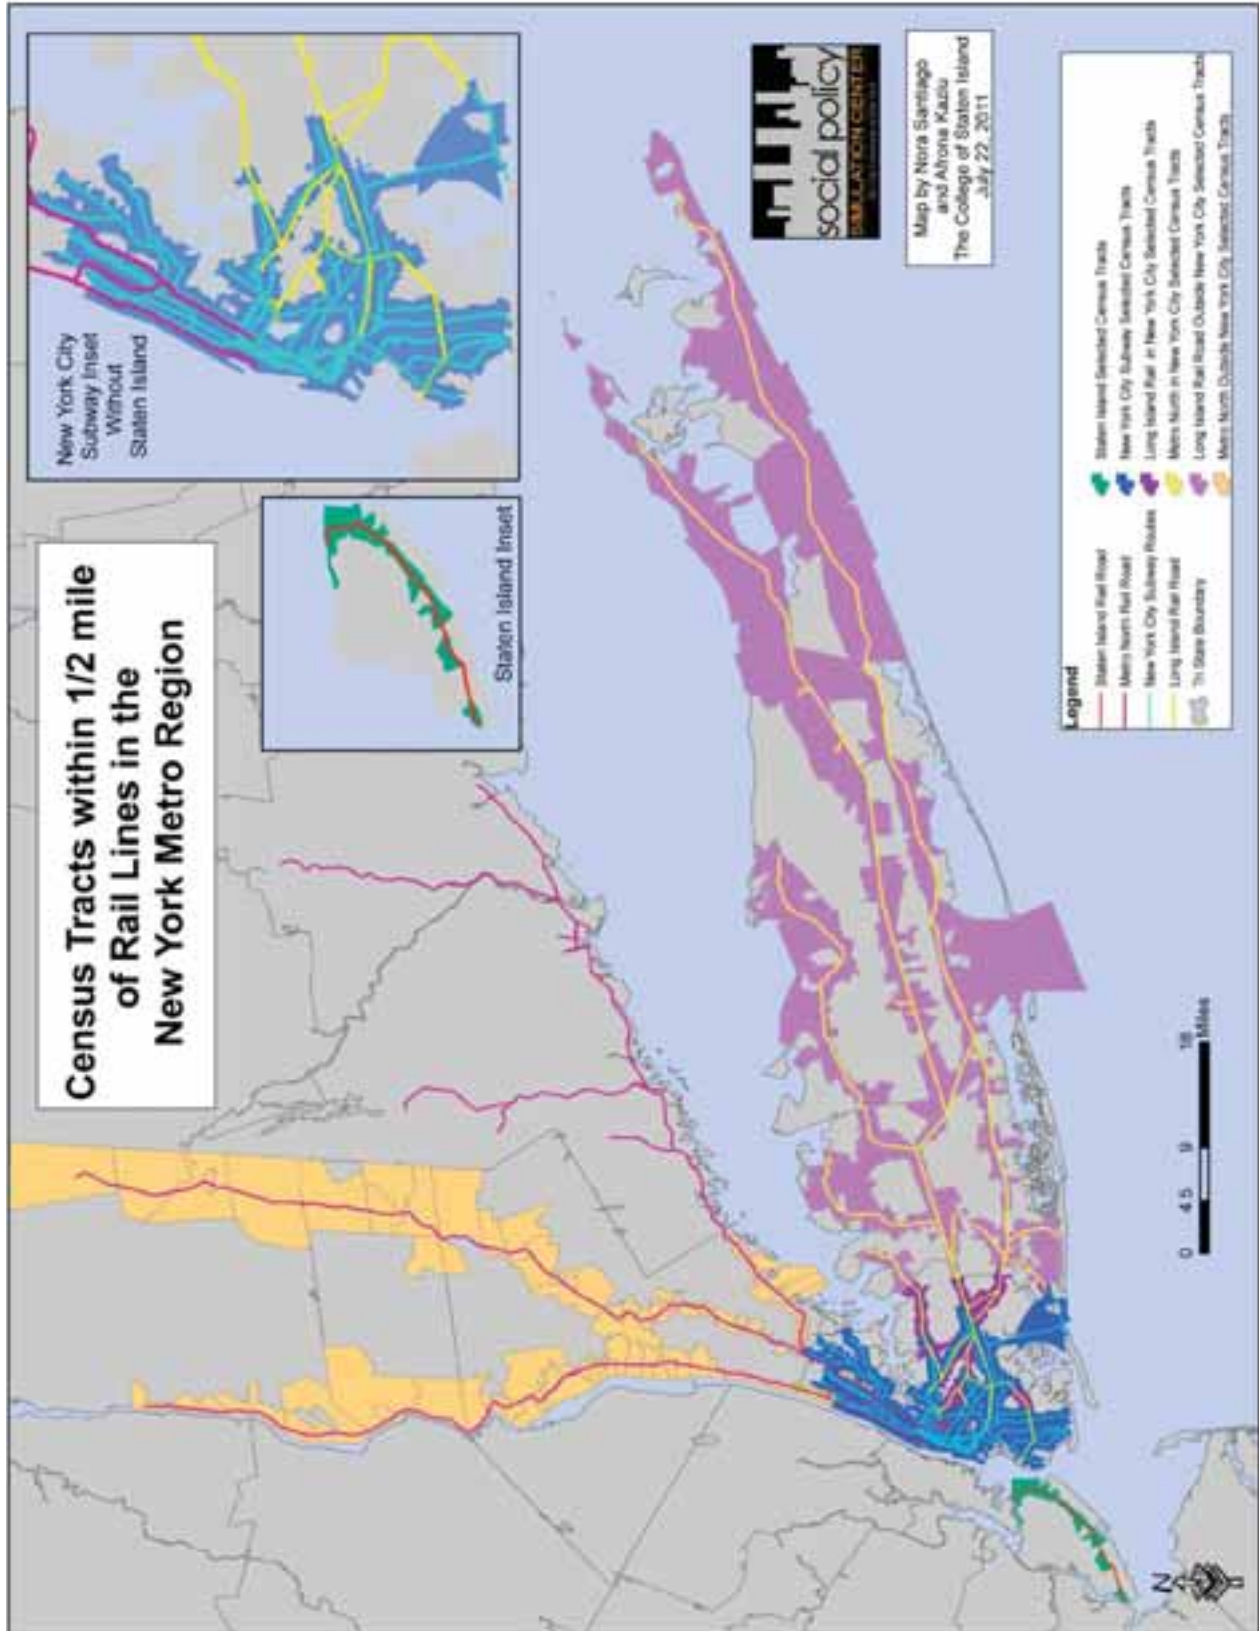 Census Tracts within 1/2 mile
of Rail Lines in the
New York Metro Region
New York City
Subway Inset
Without
Staten Island
Staten Island Inset
social policy
SIMULATION CENTER
Map by Nora Santiago
and Afrona Kaziu
The College of Staten Island
July 22, 2011
Legend
Staten Island Rail Road
Metro North Rail Road
New York City Subway Routes
Long Island Rail Road
Tri State Boundary
Staten Island Selected Census Tracts
New York City Subway Selected Census Tracts
Long Island Rail in New York City Selected Census Tracts
Metro North in New York City Selected Census Tracts
Long Island Rail Road Outside New York City Selected Census Tracts
Metro North Outside New York City Selected Census Tracts
0 4.5 9 18
Miles
N